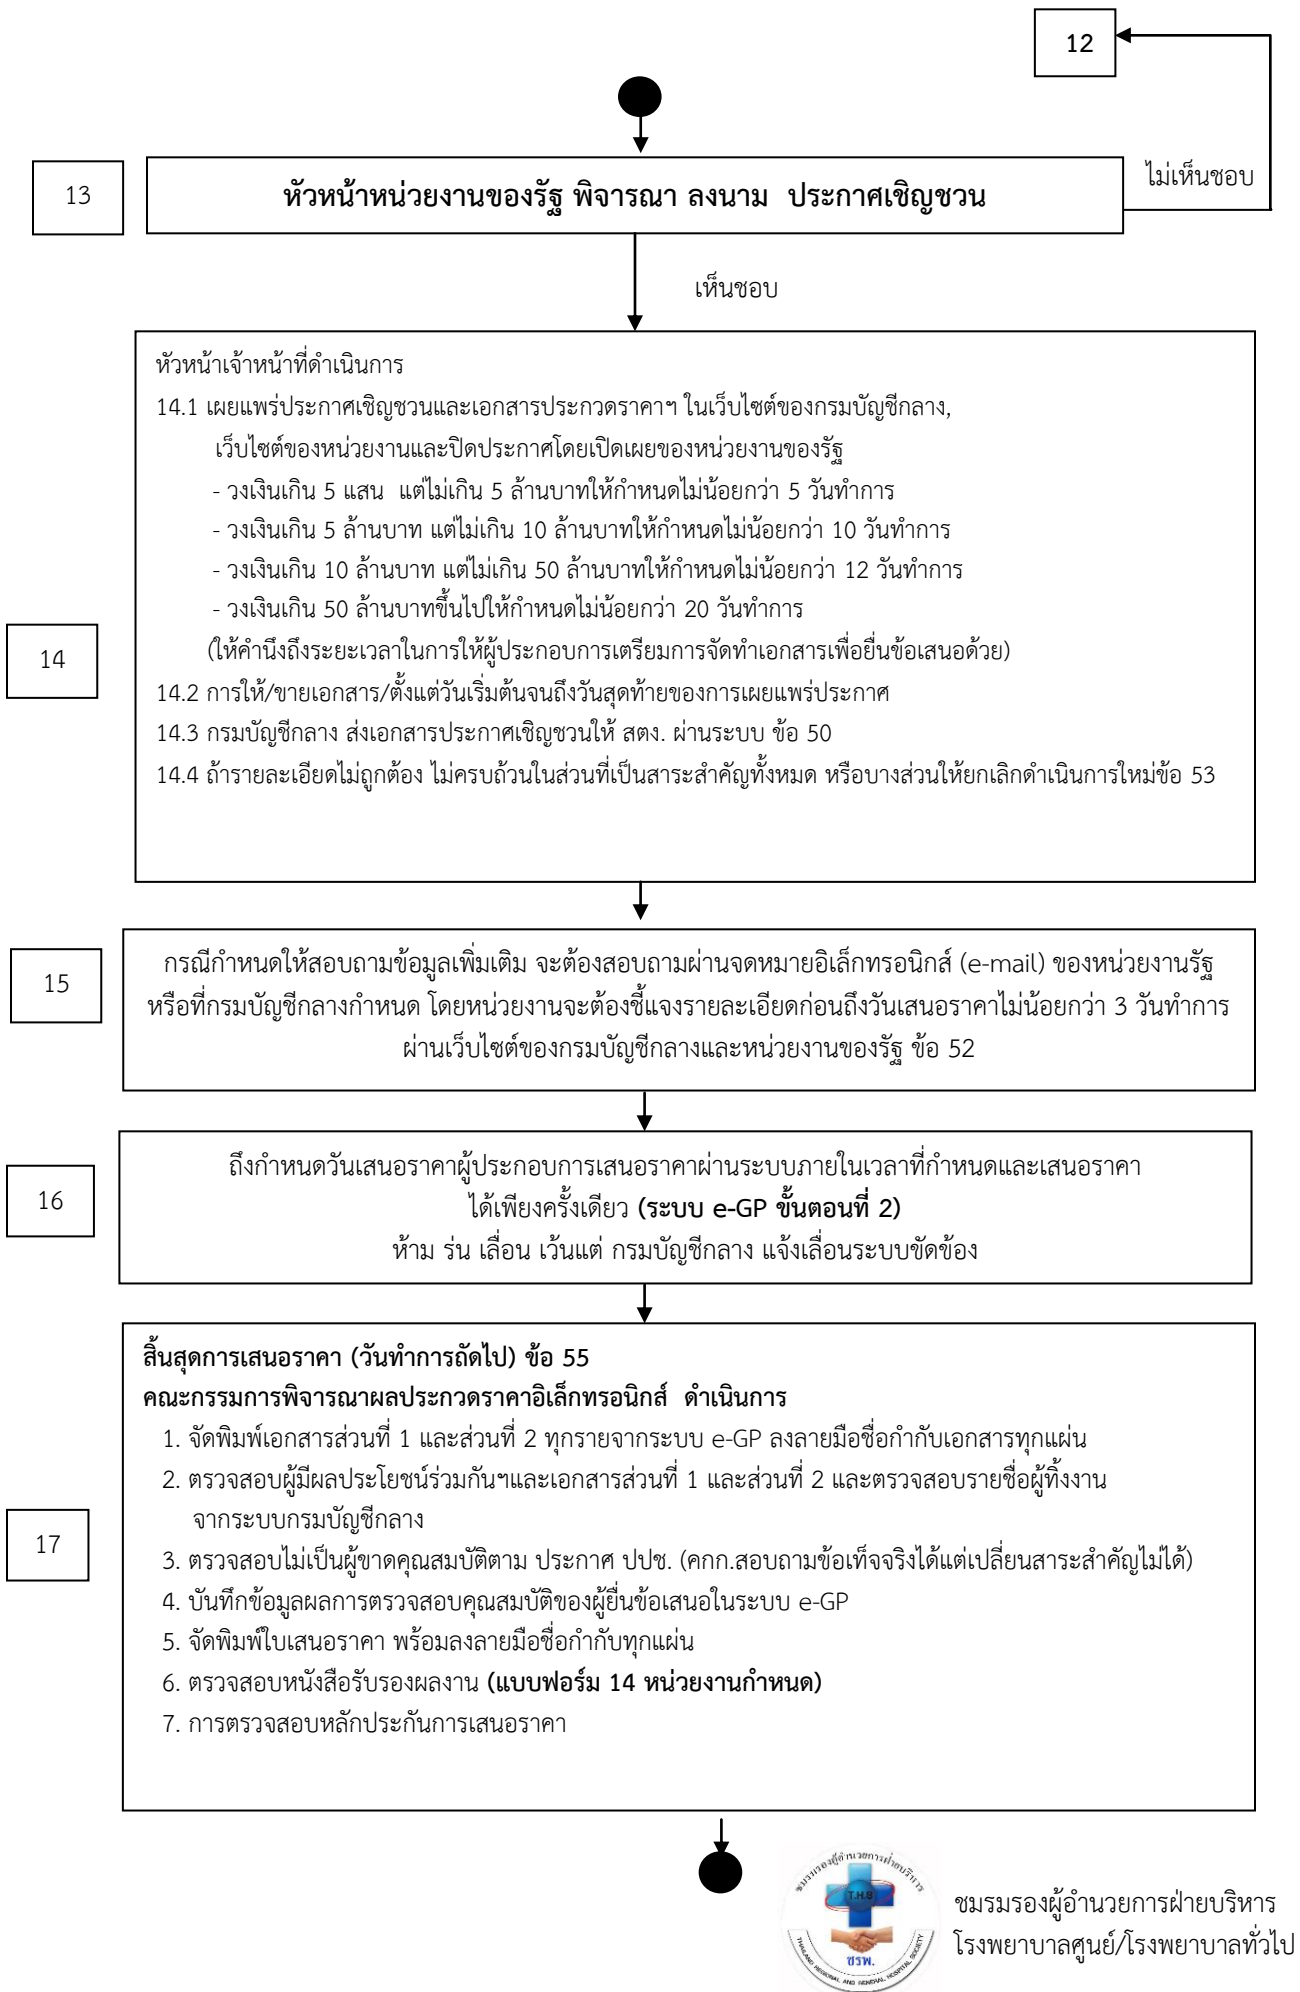 12
13
หัวหน้าหน่วยงานของรัฐ พิจารณา ลงนาม ประกาศเชิญชวน
ไม่เห็นชอบ
เห็นชอบ
หัวหน้าเจ้าหน้าที่ดำเนินการ
14.1 เผยแพร่ประกาศเชิญชวนและเอกสารประกวดราคาฯ ในเว็บไซต์ของกรมบัญชีกลาง,
เว็บไซต์ของหน่วยงานและปิดประกาศโดยเปิดเผยของหน่วยงานของรัฐ
- วงเงินเกิน 5 แสน แต่ไม่เกิน 5 ล้านบาทให้กำหนดไม่น้อยกว่า 5 วันทำการ
- วงเงินเกิน 5 ล้านบาท แต่ไม่เกิน 10 ล้านบาทให้กำหนดไม่น้อยกว่า 10 วันทำการ
- วงเงินเกิน 10 ล้านบาท แต่ไม่เกิน 50 ล้านบาทให้กำหนดไม่น้อยกว่า 12 วันทำการ
- วงเงินเกิน 50 ล้านบาทขึ้นไปให้กำหนดไม่น้อยกว่า 20 วันทำการ
14
(ให้คำนึงถึงระยะเวลาในการให้ผู้ประกอบการเตรียมการจัดทำเอกสารเพื่อยื่นข้อเสนอด้วย)
14.2 การให้/ขายเอกสาร/ตั้งแต่วันเริ่มต้นจนถึงวันสุดท้ายของการเผยแพร่ประกาศ
14.3 กรมบัญชีกลาง ส่งเอกสารประกาศเชิญชวนให้ สตง. ผ่านระบบ ข้อ 50
14.4 ถ้ารายละเอียดไม่ถูกต้อง ไม่ครบถ้วนในส่วนที่เป็นสาระสำคัญทั้งหมด หรือบางส่วนให้ยกเลิกดำเนินการใหม่ข้อ 53
15
กรณีกำหนดให้สอบถามข้อมูลเพิ่มเติม จะต้องสอบถามผ่านจดหมายอิเล็กทรอนิกส์ (e-mail) ของหน่วยงานรัฐ
หรือที่กรมบัญชีกลางกำหนด โดยหน่วยงานจะต้องชี้แจงรายละเอียดก่อนถึงวันเสนอราคาไม่น้อยกว่า 3 วันทำการ
ผ่านเว็บไซต์ของกรมบัญชีกลางและหน่วยงานของรัฐ ข้อ 52
16
ถึงกำหนดวันเสนอราคาผู้ประกอบการเสนอราคาผ่านระบบภายในเวลาที่กำหนดและเสนอราคา
ได้เพียงครั้งเดียว (ระบบ e-GP ขั้นตอนที่ 2)
ห้าม ร่น เลื่อน เว้นแต่ กรมบัญชีกลาง แจ้งเลื่อนระบบขัดข้อง
สิ้นสุดการเสนอราคา (วันทำการถัดไป) ข้อ 55
คณะกรรมการพิจารณาผลประกวดราคาอิเล็กทรอนิกส์ ดำเนินการ
1. จัดพิมพ์เอกสารส่วนที่ 1 และส่วนที่ 2 ทุกรายจากระบบ e-GP ลงลายมือชื่อกำกับเอกสารทุกแผ่น
2. ตรวจสอบผู้มีผลประโยชน์ร่วมกันฯและเอกสารส่วนที่ 1 และส่วนที่ 2 และตรวจสอบรายชื่อผู้ทิ้งงาน
จากระบบกรมบัญชีกลาง
17
3. ตรวจสอบไม่เป็นผู้ขาดคุณสมบัติตาม ประกาศ ปปช. (คกก.สอบถามข้อเท็จจริงได้แต่เปลี่ยนสาระสำคัญไม่ได้)
4. บันทึกข้อมูลผลการตรวจสอบคุณสมบัติของผู้ยื่นข้อเสนอในระบบ e-GP
5. จัดพิมพ์ใบเสนอราคา พร้อมลงลายมือชื่อกำกับทุกแผ่น
6. ตรวจสอบหนังสือรับรองผลงาน (แบบฟอร์ม 14 หน่วยงานกำหนด)
7. การตรวจสอบหลักประกันการเสนอราคา
ชมรมรองผู้อำนวยการฝ่ายบริหาร
T.H.9
ชรพ.
THAILAND REGIONAL AND GENERAL HOSPITAL SOCIETY
ชมรมรองผู้อำนวยการฝ่ายบริหาร
โรงพยาบาลศูนย์/โรงพยาบาลทั่วไป